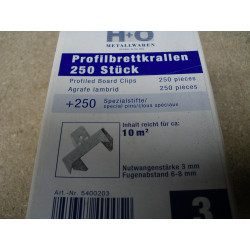 H+O
METALLWAREN
Profilbrettkrallen
250 Stück
Profiled Board Clips 250 pieces
Agrafe lambrid 250 pièces
+250 Spezialstifte/
special pins/clous spéciaux
Inhalt reicht für ca:
10 m²
Nutwangenstärke 3 mm
Fugenabstand 6-8 mm
Art.-Nr. 5400203
3